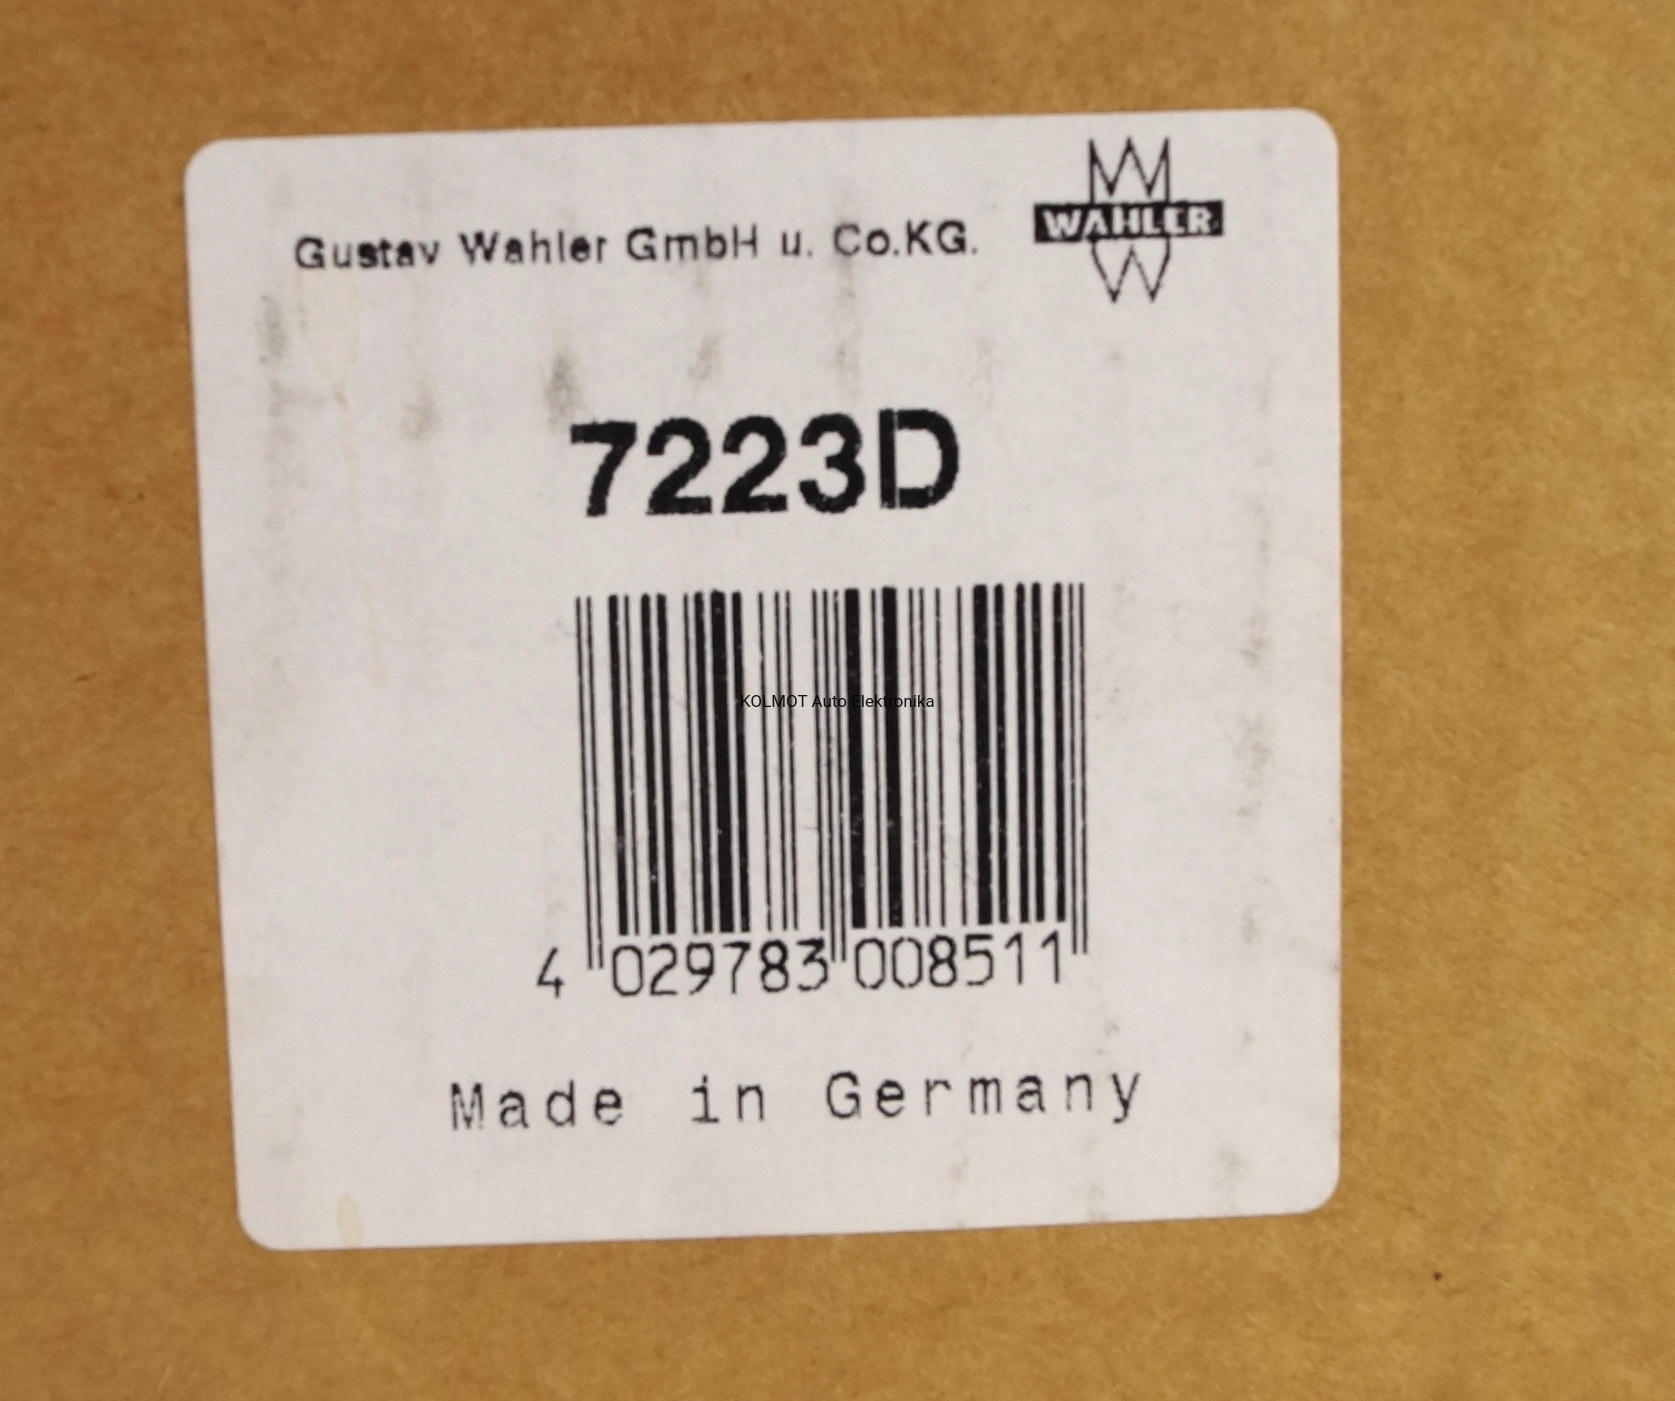 Gustav Wahler GmbH u. Co.KG.
WAHLER
7223D
KOLMOT Auto Elektronika
4 029783 008511
Made in Germany